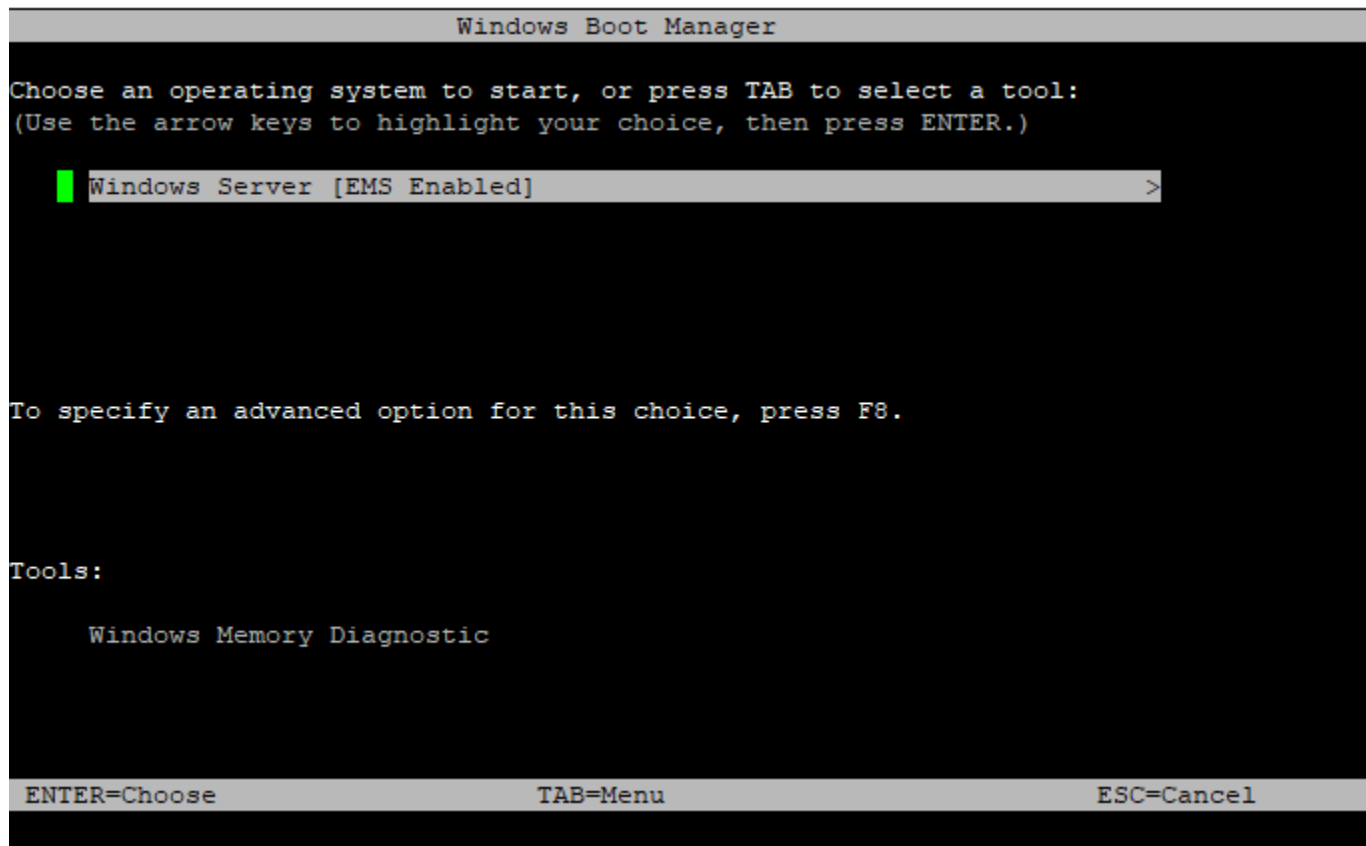 Windows Boot Manager
Choose an operating system to start, or press TAB to select a tool:
(Use the arrow keys to highlight your choice, then press ENTER.)
Windows Server [EMS Enabled] >
To specify an advanced option for this choice, press F8.
Tools:
Windows Memory Diagnostic
ENTER=Choose TAB=Menu ESC=Cancel